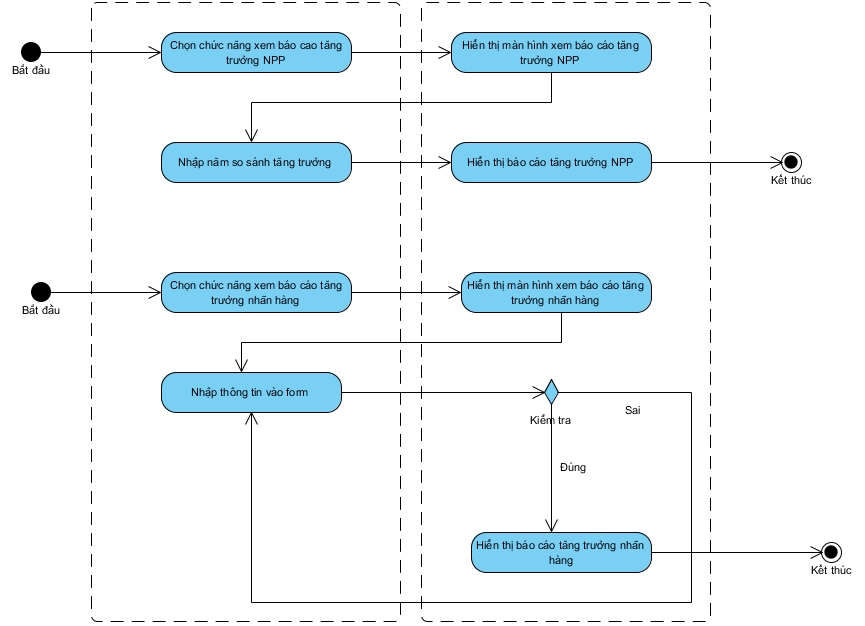 Chọn chức năng xem báo cao tăng
trưởng NPP
Hiển thị màn hình xem báo cáo tăng
trưởng NPP
Bắt đầu
Nhập năm so sánh tăng trưởng
Hiển thị báo cáo tăng trưởng NPP
Kết thúc
Chọn chức năng xem báo cáo tăng
trưởng nhãn hàng
Hiển thị màn hình xem báo cáo tăng
trưởng nhãn hàng
Bắt đầu
Nhập thông tin vào form
Kiểm tra
Sai
Đúng
Hiển thị báo cáo tăng trưởng nhãn
hàng
Kết thúc